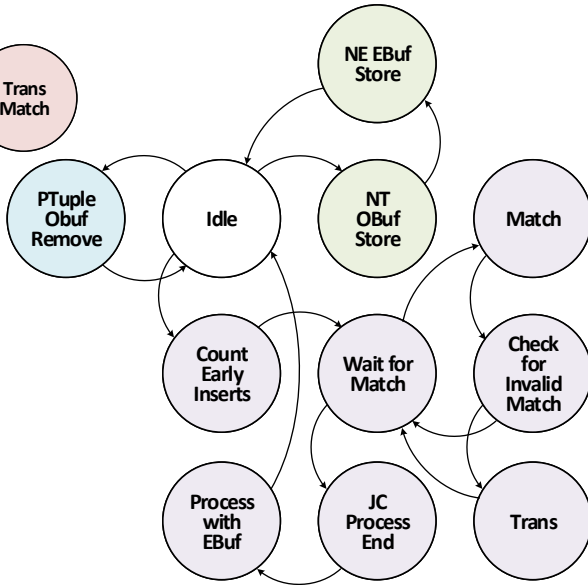 NE EBuf
Store
Trans
Match
PTuple
Obuf
Remove
Idle
NT
OBuf
Store
Match
Count
Early
Inserts
Wait for
Match
Check
for
Invalid
Match
Process
with
EBuf
JC
Process
End
Trans